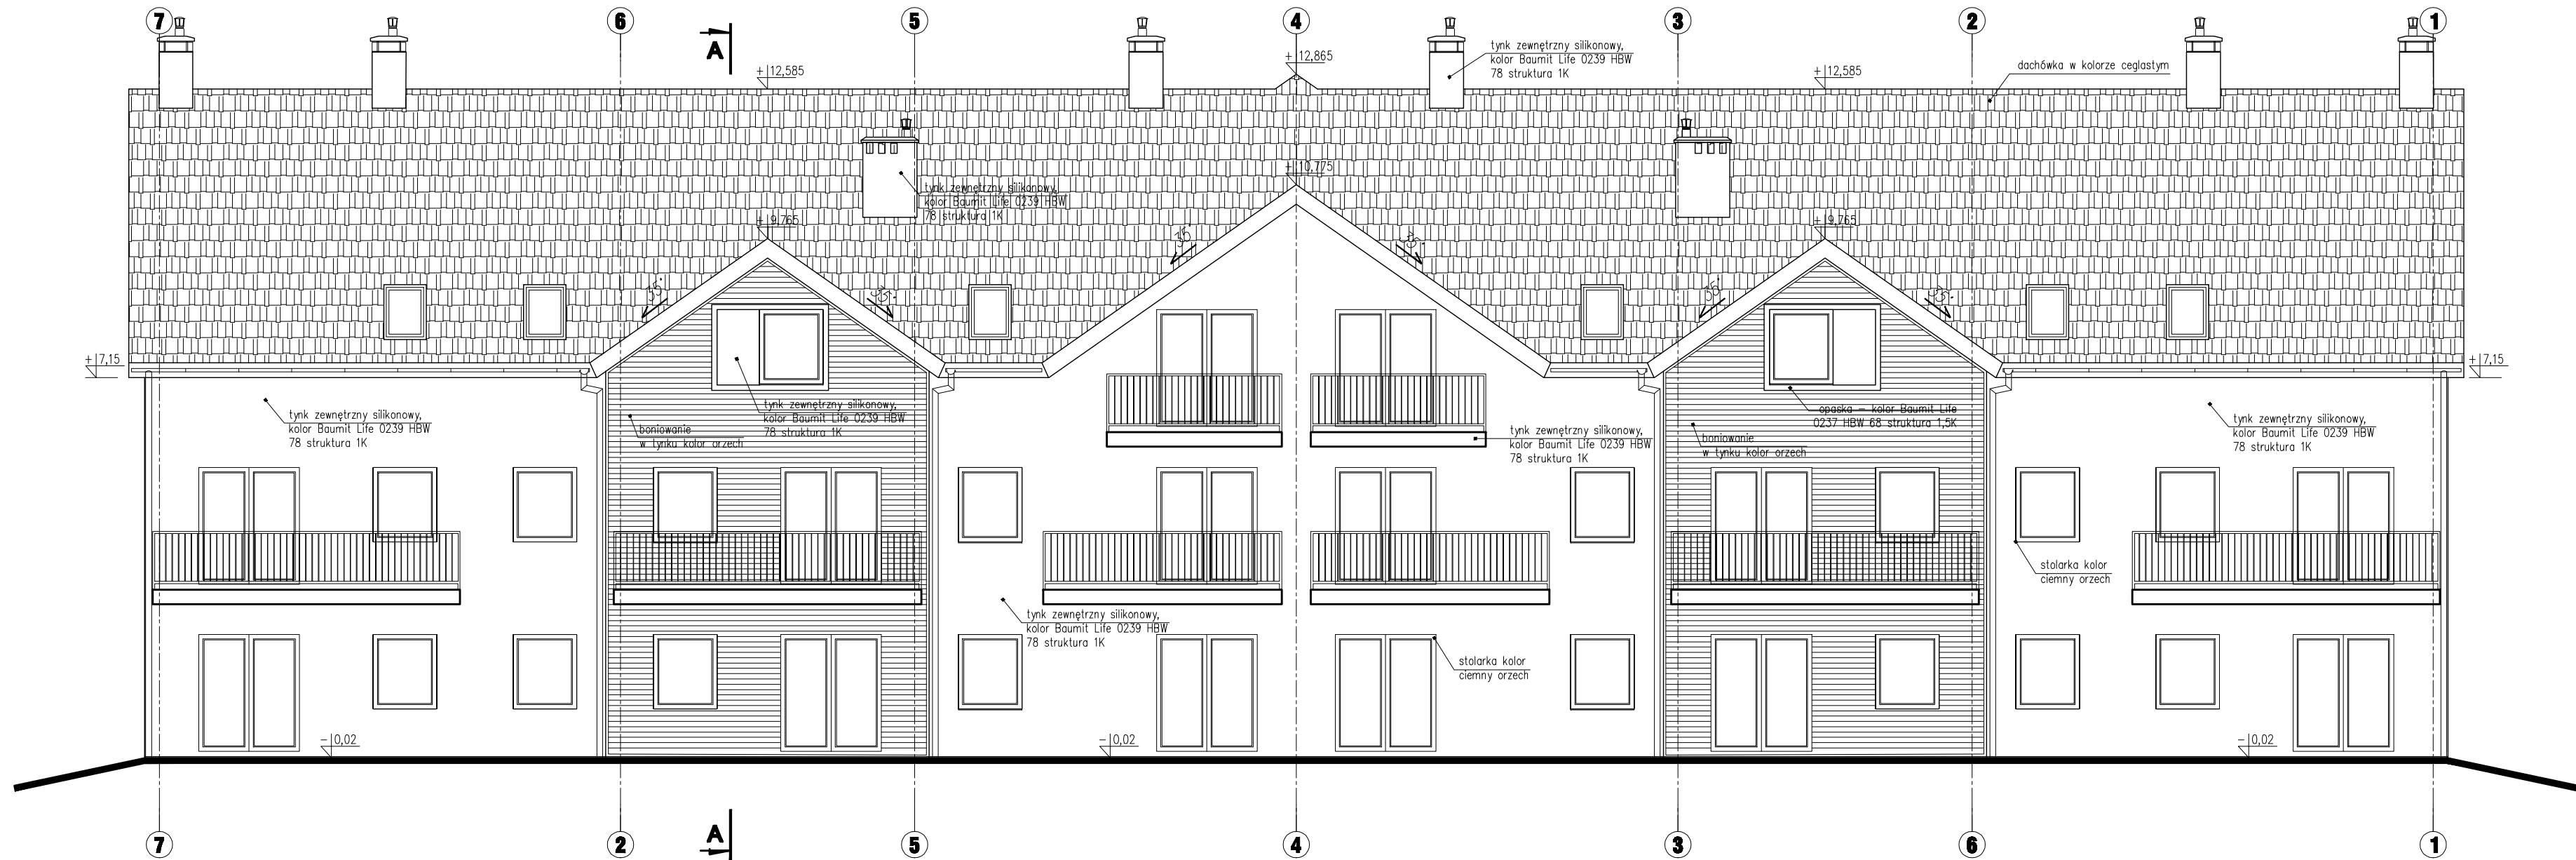 7 6 5 4 3 2 1
A
+12,585
+12,865
+12,585
tynk zewnętrzny silikonowy,
kolor Baumit Life 0239 HBW
78 struktura 1K
dachówka w kolorze ceglastym
+10,775
tynk zewnętrzny silikonowy,
kolor Baumit Life 0239 HBW
78 struktura 1K
+9,765
+9,765
35°
35°
35°
35°
35°
35°
+7,15
+7,15
tynk zewnętrzny silikonowy,
kolor Baumit Life 0239 HBW
78 struktura 1K
boniowanie
w tynku kolor orzech
tynk zewnętrzny silikonowy,
kolor Baumit Life 0239 HBW
78 struktura 1K
tynk zewnętrzny silikonowy,
kolor Baumit Life 0239 HBW
78 struktura 1K
opaska – kolor Baumit Life
0237 HBW 68 struktura 1,5K
boniowanie
w tynku kolor orzech
tynk zewnętrzny silikonowy,
kolor Baumit Life 0239 HBW
78 struktura 1K
stolarka kolor
ciemny orzech
tynk zewnętrzny silikonowy,
kolor Baumit Life 0239 HBW
78 struktura 1K
stolarka kolor
ciemny orzech
-0,02
-0,02
-0,02
A
7 2 5 4 3 6 1